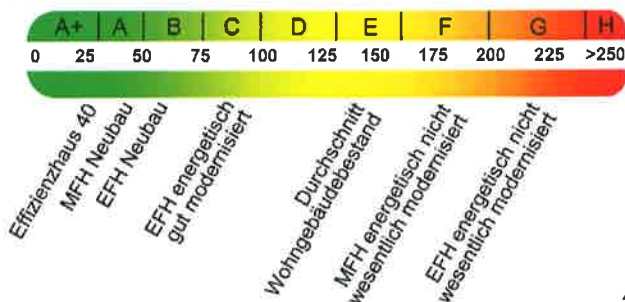 A+ A B C D E F G H
0 25 50 75 100 125 150 175 200 225 >250
Effizienzhaus 40
MFH Neubau
EFH Neubau
EFH energetisch
gut modernisiert
Durchschnitt
Wohngebäudebestand
MFH energetisch nicht
wesentlich modernisiert
EFH energetisch nicht
wesentlich modernisiert